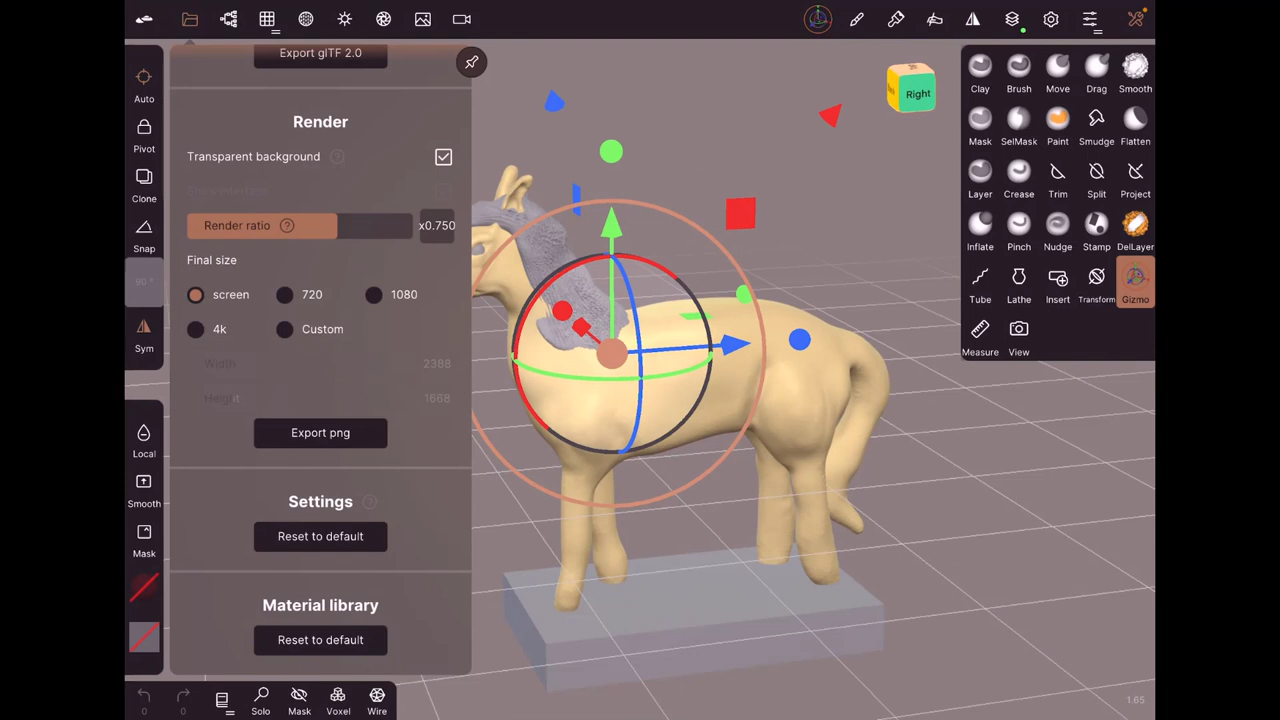 Export glTF 2.0
Render
Transparent background ?
Render ratio ? x0.750
Final size
screen 720 1080
4k Custom
Width 2388
Height 1668
Export png
Settings ?
Reset to default
Material library
Reset to default
Auto
Pivot
Clone
Snap
90 °
Sym
Local
Smooth
Mask
0 0 Solo Mask Voxel Wire
Right
Clay Brush Move Drag Smooth
Mask SelMask Paint Smudge Flatten
Layer Crease Trim Split Project
Inflate Pinch Nudge Stamp DelLayer
Tube Lathe Insert Transform Gizmo
Measure View
1.65